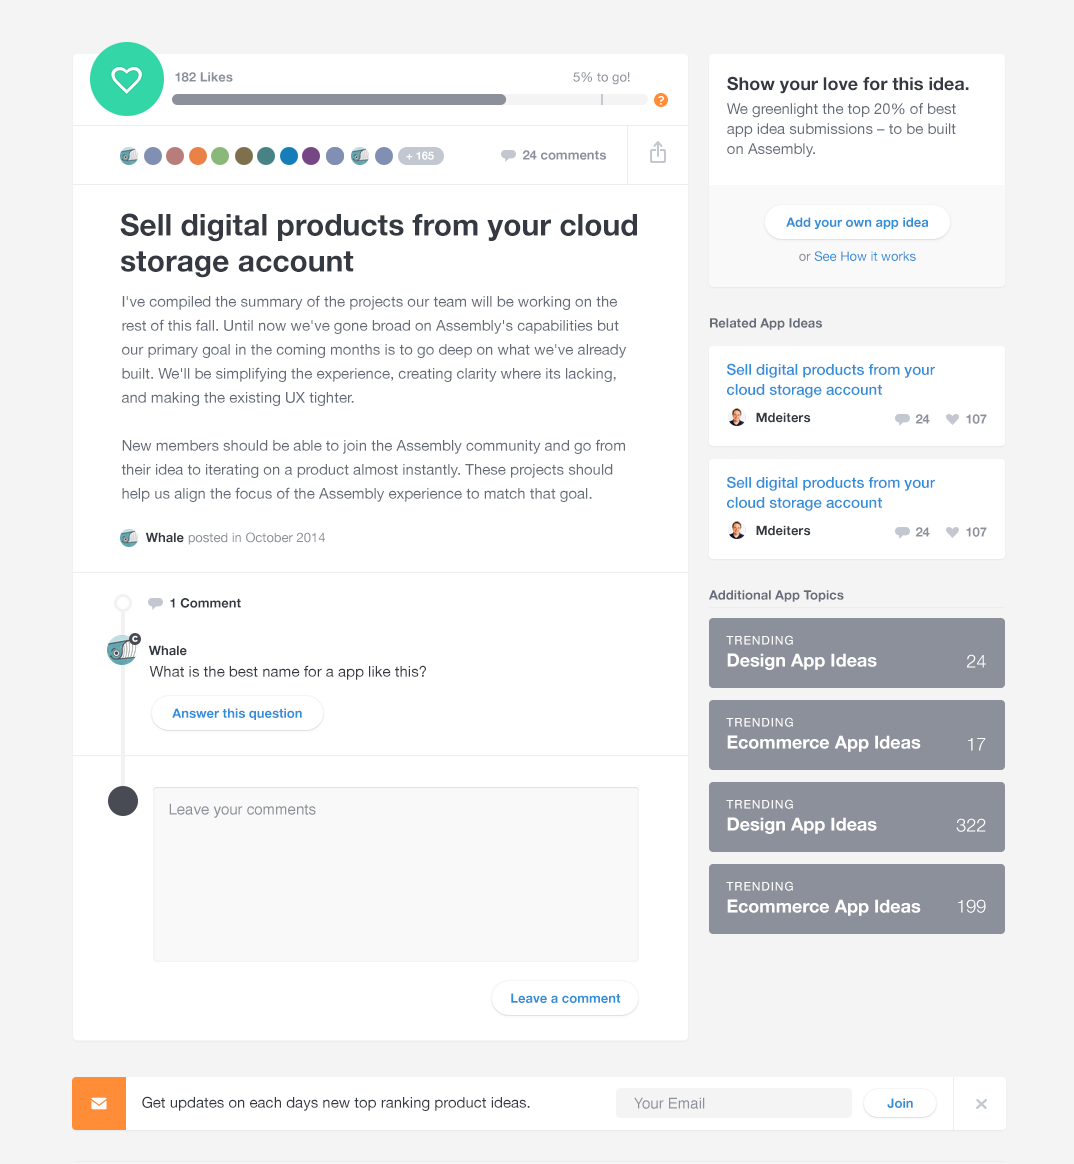 182 Likes
5% to go!
?
+ 165
24 comments
Sell digital products from your cloud
storage account
I've compiled the summary of the projects our team will be working on the
rest of this fall. Until now we've gone broad on Assembly's capabilities but
our primary goal in the coming months is to go deep on what we've already
built. We'll be simplifying the experience, creating clarity where its lacking,
and making the existing UX tighter.
New members should be able to join the Assembly community and go from
their idea to iterating on a product almost instantly. These projects should
help us align the focus of the Assembly experience to match that goal.
Whale posted in October 2014
1 Comment
C
Whale
What is the best name for a app like this?
Answer this question
Leave your comments
Leave a comment
Show your love for this idea.
We greenlight the top 20% of best
app idea submissions – to be built
on Assembly.
Add your own app idea
or See How it works
Related App Ideas
Sell digital products from your
cloud storage account
Mdeiters 24 107
Sell digital products from your
cloud storage account
Mdeiters 24 107
Additional App Topics
TRENDING
Design App Ideas 24
TRENDING
Ecommerce App Ideas 17
TRENDING
Design App Ideas 322
TRENDING
Ecommerce App Ideas 199
Get updates on each days new top ranking product ideas.
Your Email
Join